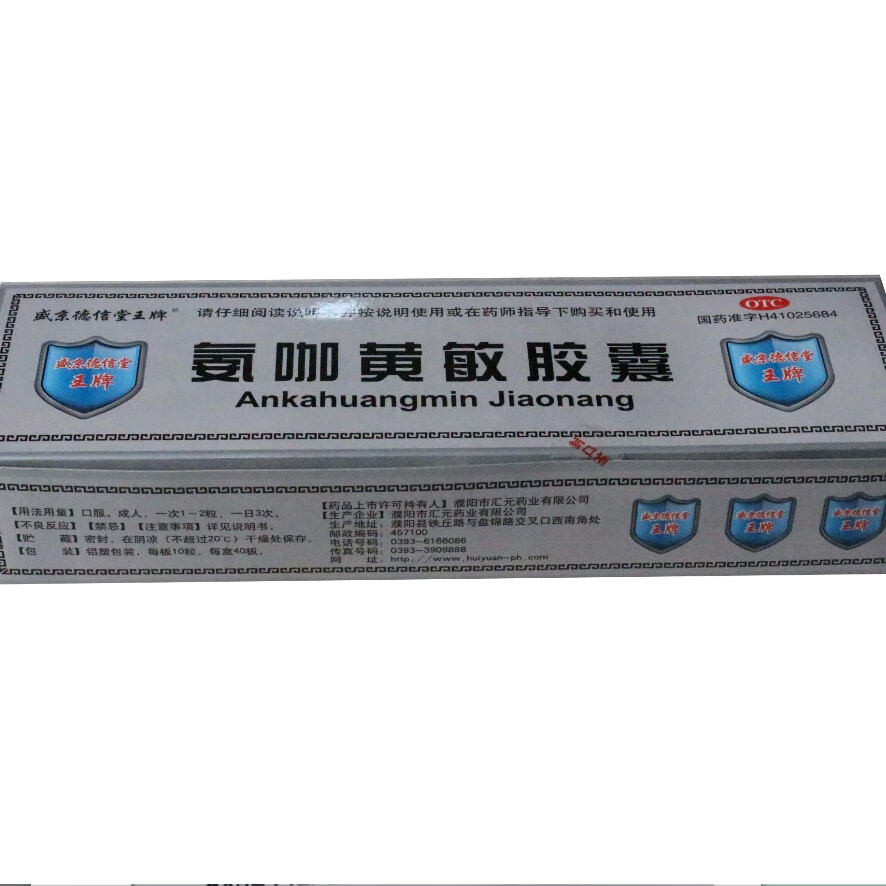 盛京德信堂王牌®
请仔细阅读说明 并按说明使用或在药师指导下购买和使用
OTC
国药准字H41025684
盛京德信堂
王牌
氨咖黄敏胶囊
Ankahuangmin Jiaonang
盛京德信堂
王牌
封口签
【用法用量】口服。成人,一次1~2粒,一日3次。
【不良反应】【禁忌】【注意事项】详见说明书。
【贮 藏】密封,在阴凉(不超过20℃)干燥处保存。
【包 装】铝塑包装,每板10粒,每盒40板。
【药品上市许可持有人】濮阳市汇元药业有限公司
【生产企业】濮阳市汇元药业有限公司
生产地址:濮阳县铁丘路与盘锦路交叉口西南角处
邮政编码:457100
电话号码:0393-6166086
传真号码:0393-3909888
网 址:http://www.huiyuan-ph.com
盛京德信堂
王牌
盛京德信堂
王牌
盛京德信堂
王牌